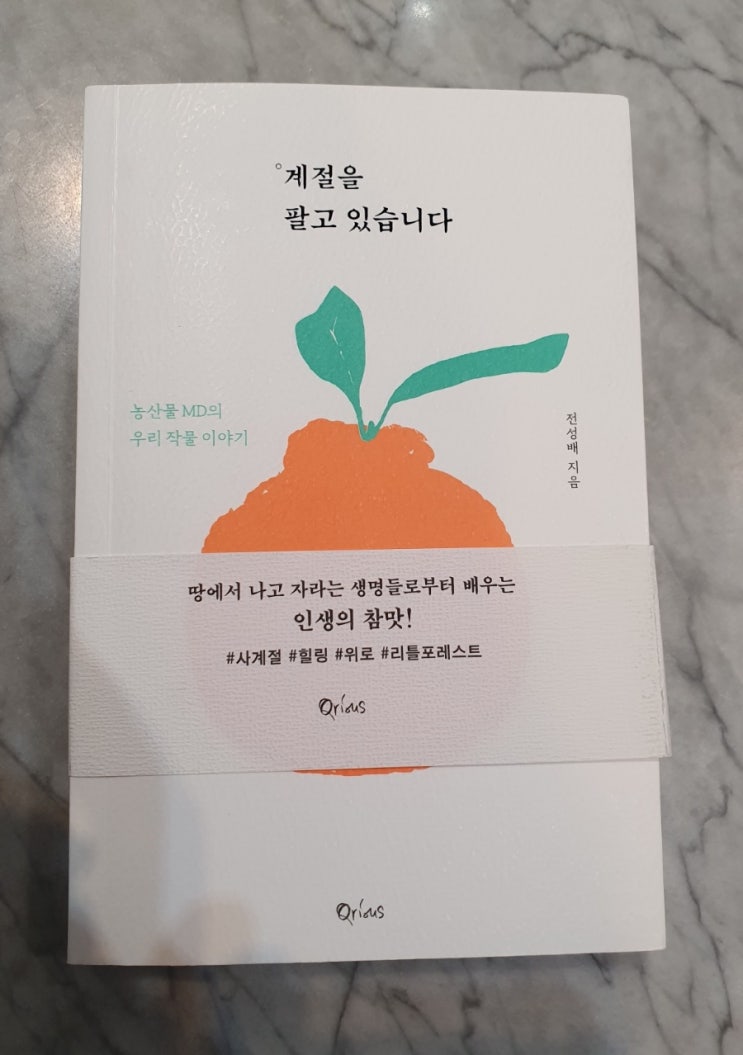 °계절을
팔고 있습니다
농산물 MD의
우리 작물 이야기
전성배 지음
땅에서 나고 자라는 생명들로부터 배우는
인생의 참맛!
#사계절 #힐링 #위로 #리틀포레스트
Qrious
Qrious